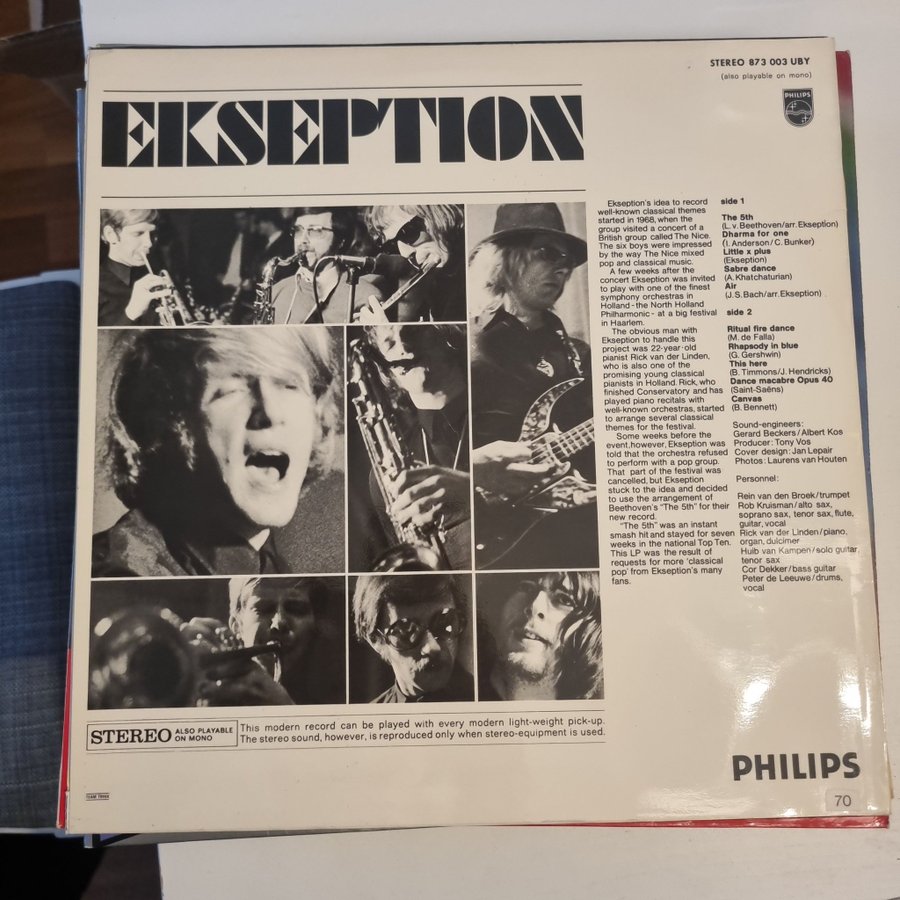 STEREO 873 003 UBY
(also playable on mono)
PHILIPS
EKSEPTION
Ekseption's idea to record
well-known classical themes
started in 1968, when the
group visited a concert of a
British group called The Nice.
The six boys were impressed
by the way The Nice mixed
pop and classical music.
A few weeks after the
concert Ekseption was invited
to play with one of the finest
symphony orchestras in
Holland - the North Holland
Philharmonic - at a big festival
in Haarlem.
The obvious man with
Ekseption to handle this
project was 22-year-old
pianist Rick van der Linden,
who is also one of the
promising young classical
pianists in Holland. Rick, who
finished Conservatory and has
played piano recitals with
well-known orchestras, started
to arrange several classical
themes for the festival.
Some weeks before the
event, however, Ekseption was
told that the orchestra refused
to perform with a pop group.
That part of the festival was
cancelled, but Ekseption
stuck to the idea and decided
to use the arrangement of
Beethoven's "The 5th" for their
new record.
"The 5th" was an instant
smash hit and stayed for seven
weeks in the national Top Ten.
This LP was the result of
requests for more 'classical
pop' from Ekseption's many
fans.
side 1
The 5th
(L.v. Beethoven/arr. Ekseption)
Dharma for one
(I. Anderson/C. Bunker)
Little x plus
(Ekseption)
Sabre dance
(A. Khatchaturian)
Air
(J.S. Bach/arr. Ekseption)
side 2
Ritual fire dance
(M. de Falla)
Rhapsody in blue
(G. Gershwin)
This here
(B. Timmons/J. Hendricks)
Dance macabre Opus 40
(Saint-Saëns)
Canvas
(B. Bennett)
Sound-engineers:
Gerard Beckers/Albert Kos
Producer: Tony Vos
Cover design: Jan Lepair
Photos: Laurens van Houten
Personnel:
Rein van den Broek/trumpet
Rob Kruisman/alto sax,
soprano sax, tenor sax, flute,
guitar, vocal
Rick van der Linden/piano,
organ, dulcimer
Huib van Kampen/solo guitar,
tenor sax
Cor Dekker/bass guitar
Peter de Leeuwe/drums,
vocal
STEREO ALSO PLAYABLE
ON MONO
This modern record can be played with every modern light-weight pick-up.
The stereo sound, however, is reproduced only when stereo-equipment is used.
PHILIPS
70